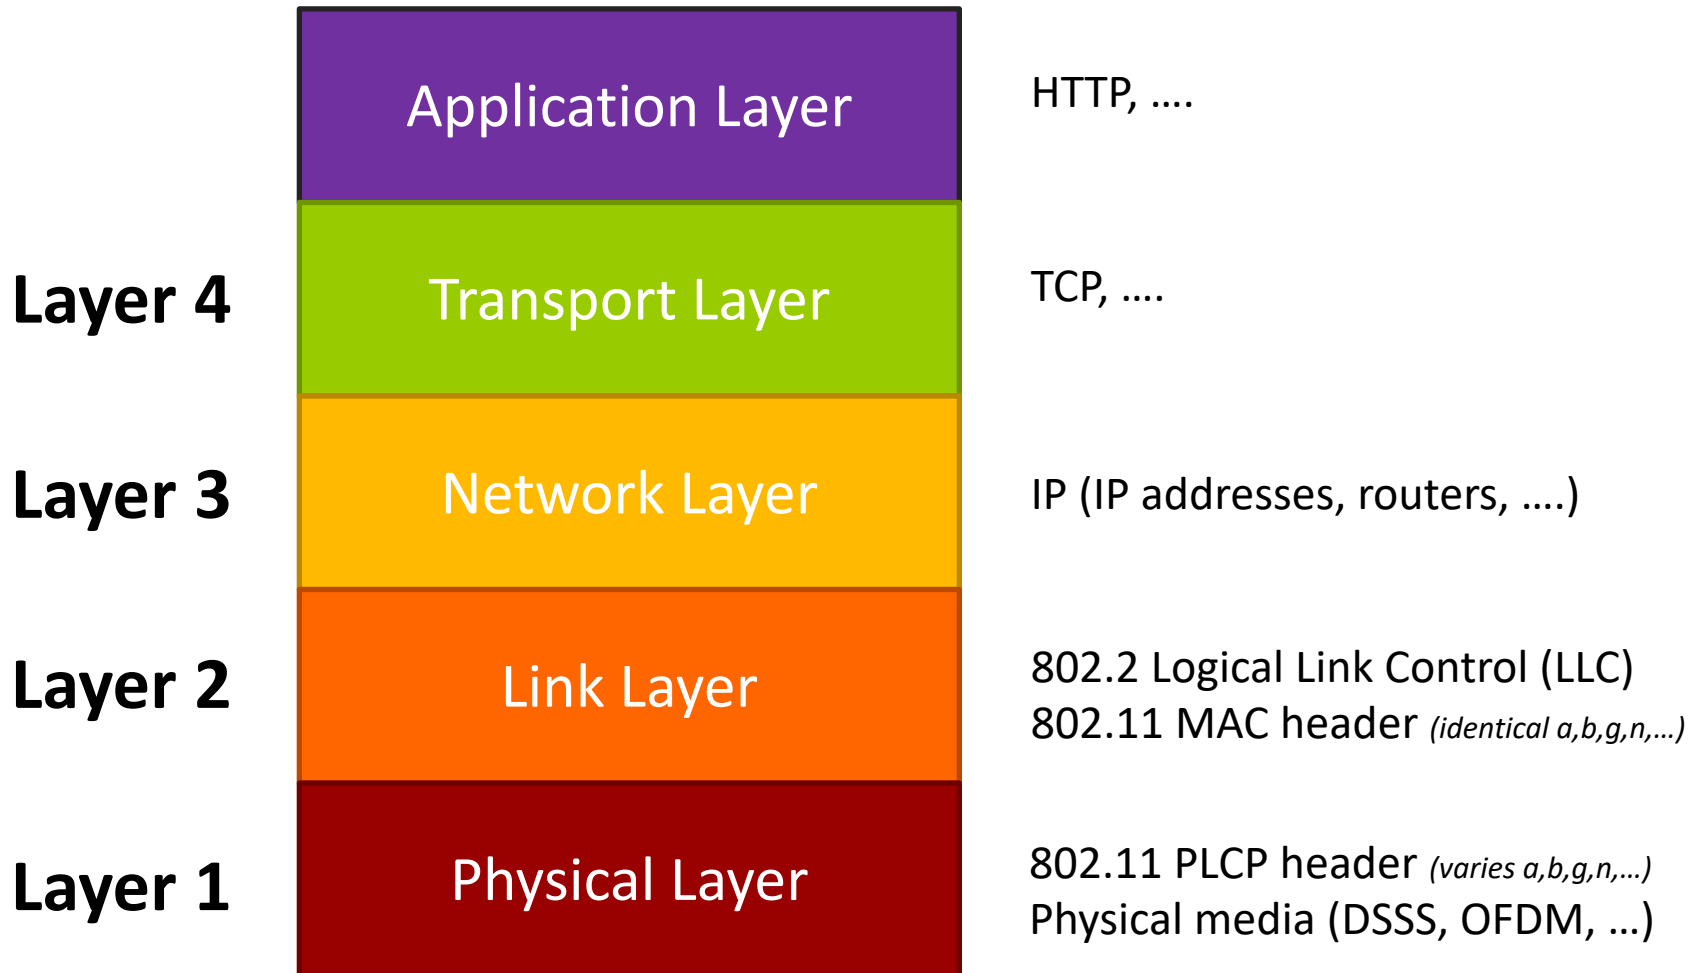 Application Layer
HTTP, ....
Layer 4
Transport Layer
TCP, ....
Layer 3
Network Layer
IP (IP addresses, routers, ....)
Layer 2
Link Layer
802.2 Logical Link Control (LLC)
802.11 MAC header (identical a,b,g,n,...)
Layer 1
Physical Layer
802.11 PLCP header (varies a,b,g,n,...)
Physical media (DSSS, OFDM, ...)